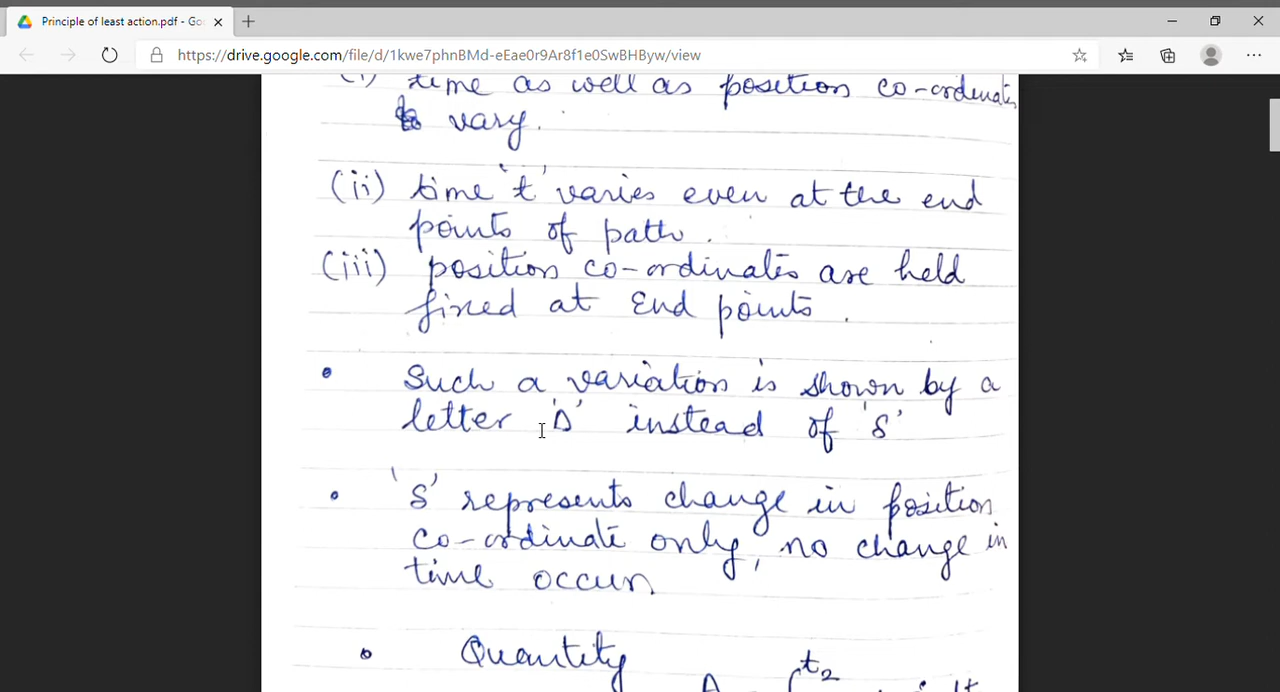 Principle of least action.pdf - Go
https://drive.google.com/file/d/1kwe7phnBMd-eEae0r9Ar8f1e0SwBHByw/view
(i) time as well as position co-ordinates
vary.
(ii) time 't' varies even at the end
points of path.
(iii) position co-ordinates are held
fixed at End points.
• Such a variation is shown by a
letter 'Δ' instead of 'δ'
• 'δ' represents change in position
co-ordinate only, no change in
time occurs
• Quantity
t2